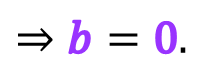 ⇒ b = 0.